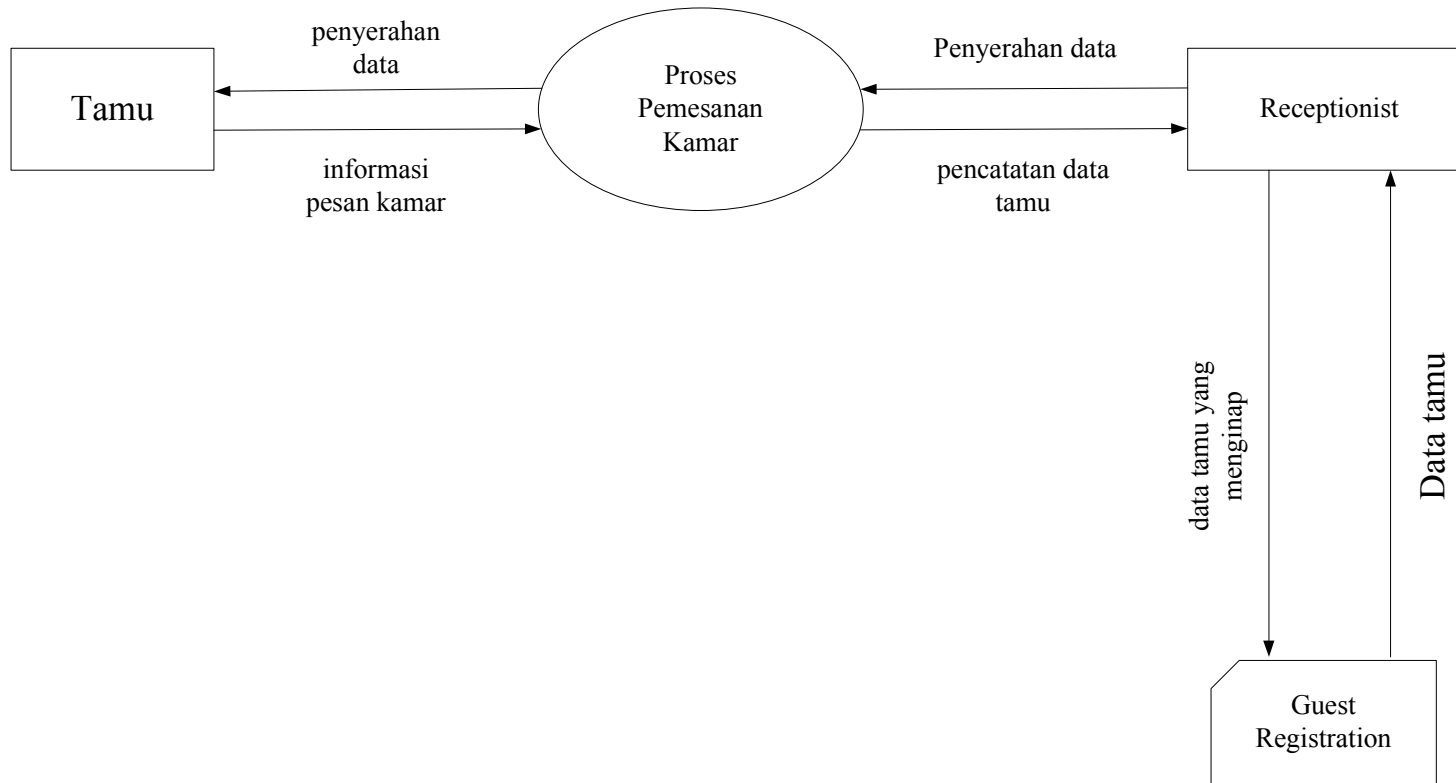 penyerahan
data
Tamu
informasi
pesan kamar
Proses
Pemesanan
Kamar
Penyerahan data
pencatatan data
tamu
Receptionist
data tamu yang
menginap
Data tamu
Guest
Registration